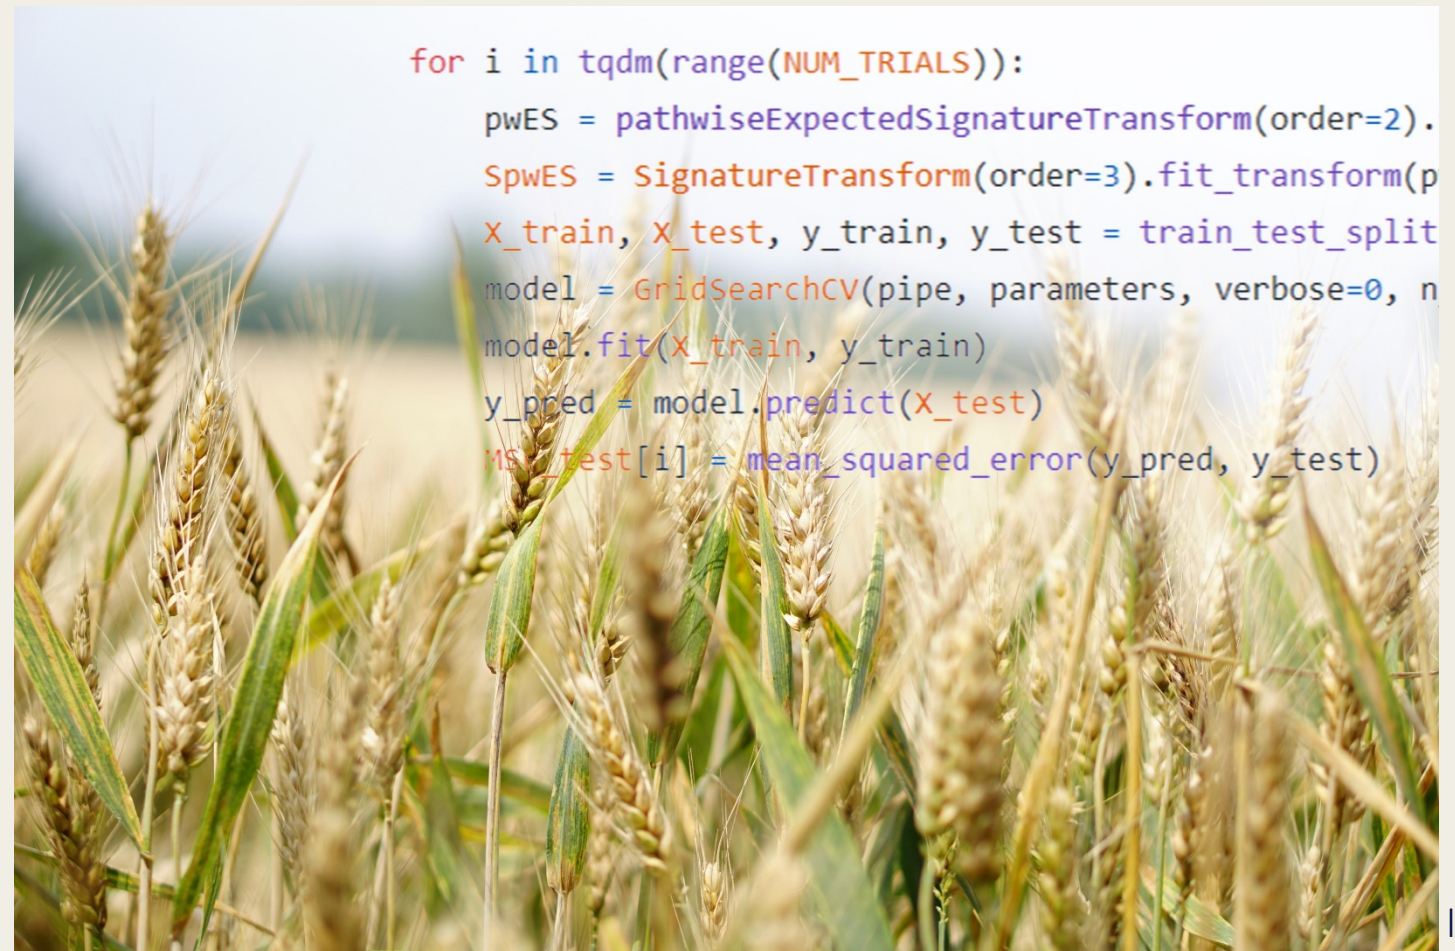 for i in tqdm(range(NUM_TRIALS)):
pwES = pathwiseExpectedSignatureTransform(order=2).
SpwES = SignatureTransform(order=3).fit_transform(p
X_train, X_test, y_train, y_test = train_test_split
model = GridSearchCV(pipe, parameters, verbose=0, n
model.fit(X_train, y_train)
y_pred = model.predict(X_test)
MSE_test[i] = mean_squared_error(y_pred, y_test)